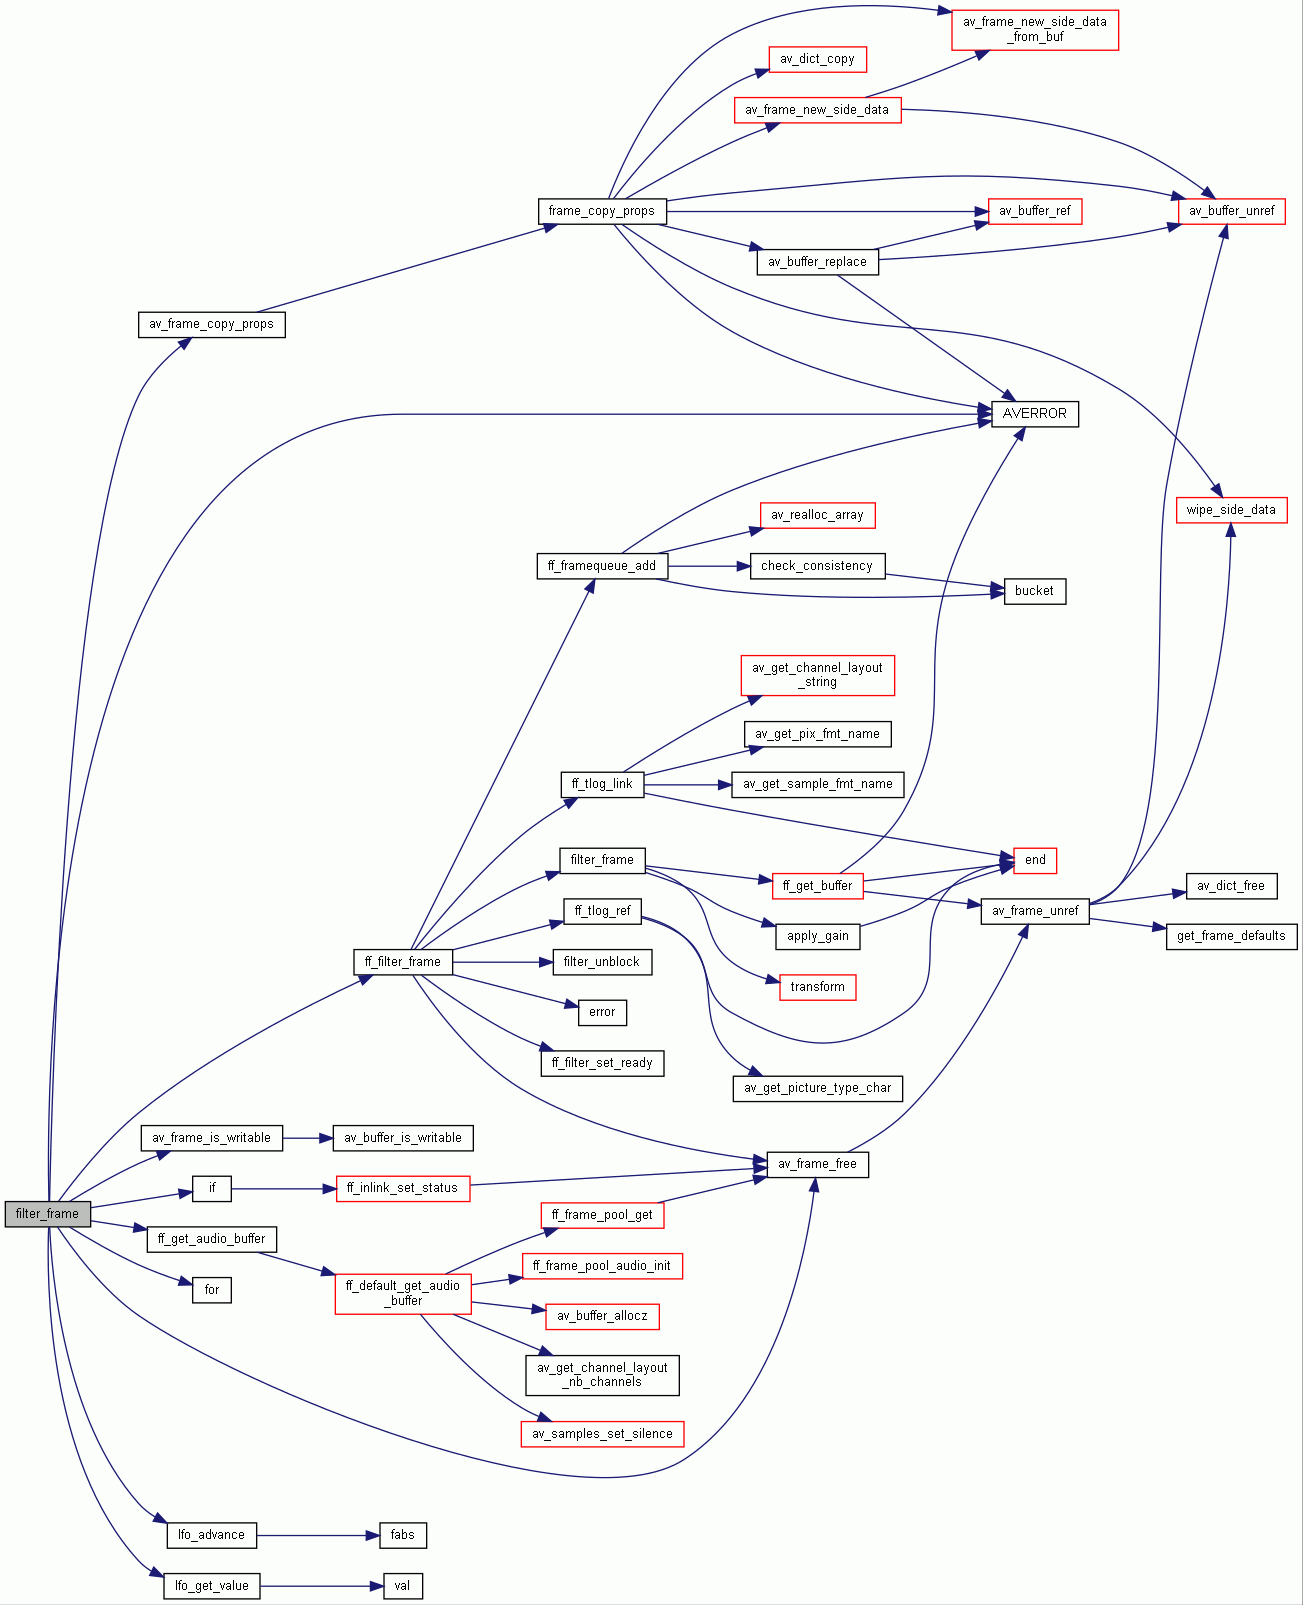 av_frame_new_side_data
_from_buf
av_dict_copy
av_frame_new_side_data
frame_copy_props
av_buffer_ref
av_buffer_unref
av_buffer_replace
av_frame_copy_props
AVERROR
wipe_side_data
av_realloc_array
ff_framequeue_add
check_consistency
bucket
av_get_channel_layout
_string
av_get_pix_fmt_name
ff_tlog_link
av_get_sample_fmt_name
filter_frame
end
ff_get_buffer
av_dict_free
ff_tlog_ref
av_frame_unref
apply_gain
get_frame_defaults
ff_filter_frame
filter_unblock
transform
error
ff_filter_set_ready
av_get_picture_type_char
av_frame_is_writable
av_buffer_is_writable
av_frame_free
if
ff_inlink_set_status
filter_frame
ff_frame_pool_get
ff_get_audio_buffer
ff_frame_pool_audio_init
for
ff_default_get_audio
_buffer
av_buffer_allocz
av_get_channel_layout
_nb_channels
av_samples_set_silence
lfo_advance
fabs
lfo_get_value
val